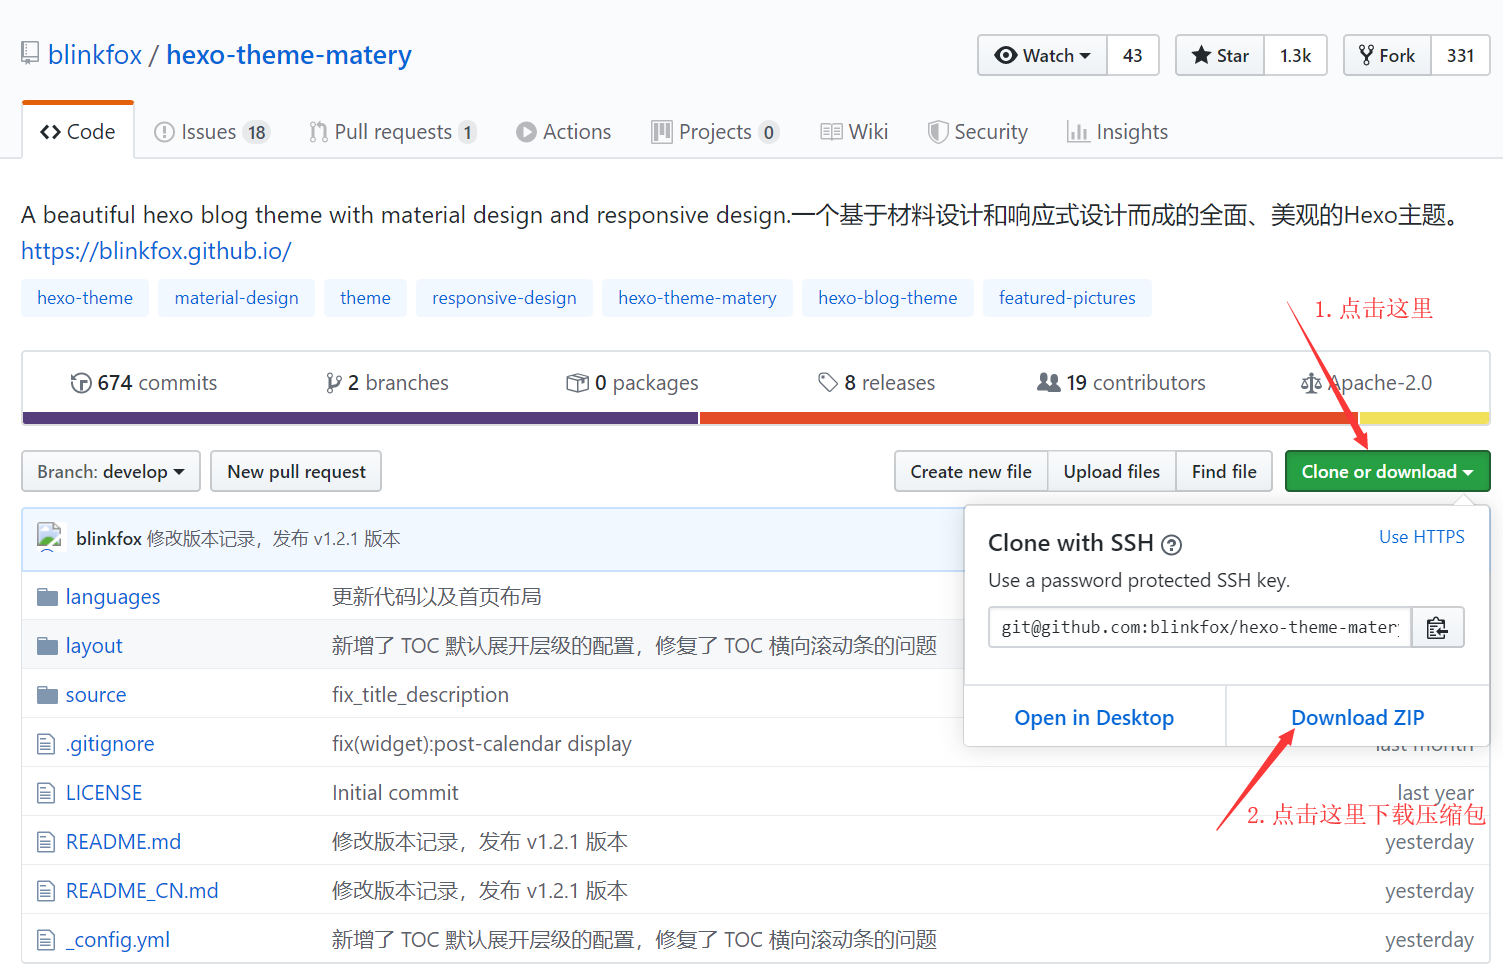 blinkfox / hexo-theme-matery
Watch 43 Star 1.3k Fork 331
Code Issues 18 Pull requests 1 Actions Projects 0 Wiki Security Insights
A beautiful hexo blog theme with material design and responsive design.一个基于材料设计和响应式设计而成的全面、美观的Hexo主题。
https://blinkfox.github.io/
hexo-theme material-design theme responsive-design hexo-theme-matery hexo-blog-theme featured-pictures
1. 点击这里
674 commits 2 branches 0 packages 8 releases 19 contributors Apache-2.0
Branch: develop New pull request Create new file Upload files Find file Clone or download
blinkfox 修改版本记录，发布 v1.2.1 版本
Clone with SSH ? Use HTTPS
Use a password protected SSH key.
git@github.com:blinkfox/hexo-theme-mater
Open in Desktop Download ZIP
languages 更新代码以及首页布局
layout 新增了 TOC 默认展开层级的配置，修复了 TOC 横向滚动条的问题
source fix_title_description
.gitignore fix(widget):post-calendar display last month
LICENSE Initial commit last year
2. 点击这里下载压缩包
README.md 修改版本记录，发布 v1.2.1 版本 yesterday
README_CN.md 修改版本记录，发布 v1.2.1 版本 yesterday
_config.yml 新增了 TOC 默认展开层级的配置，修复了 TOC 横向滚动条的问题 yesterday